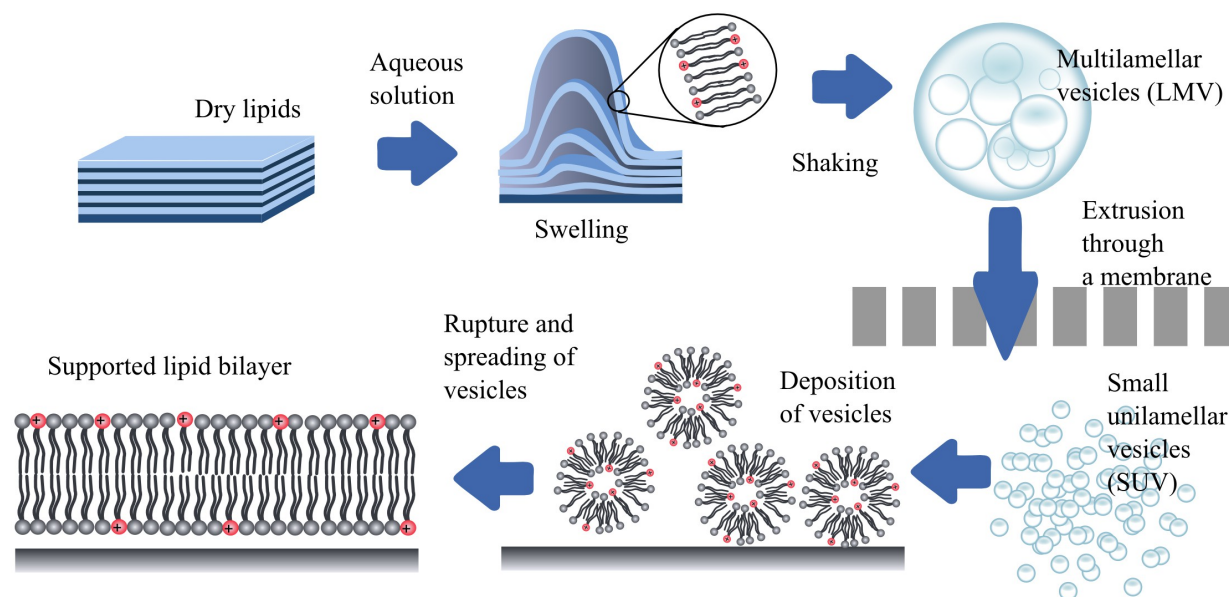 Dry lipids
Aqueous
solution
Swelling
Shaking
Multilamellar
vesicles (LMV)
Extrusion
through
a membrane
Small
unilamellar
vesicles
(SUV)
Deposition
of vesicles
Rupture and
spreading of
vesicles
Supported lipid bilayer